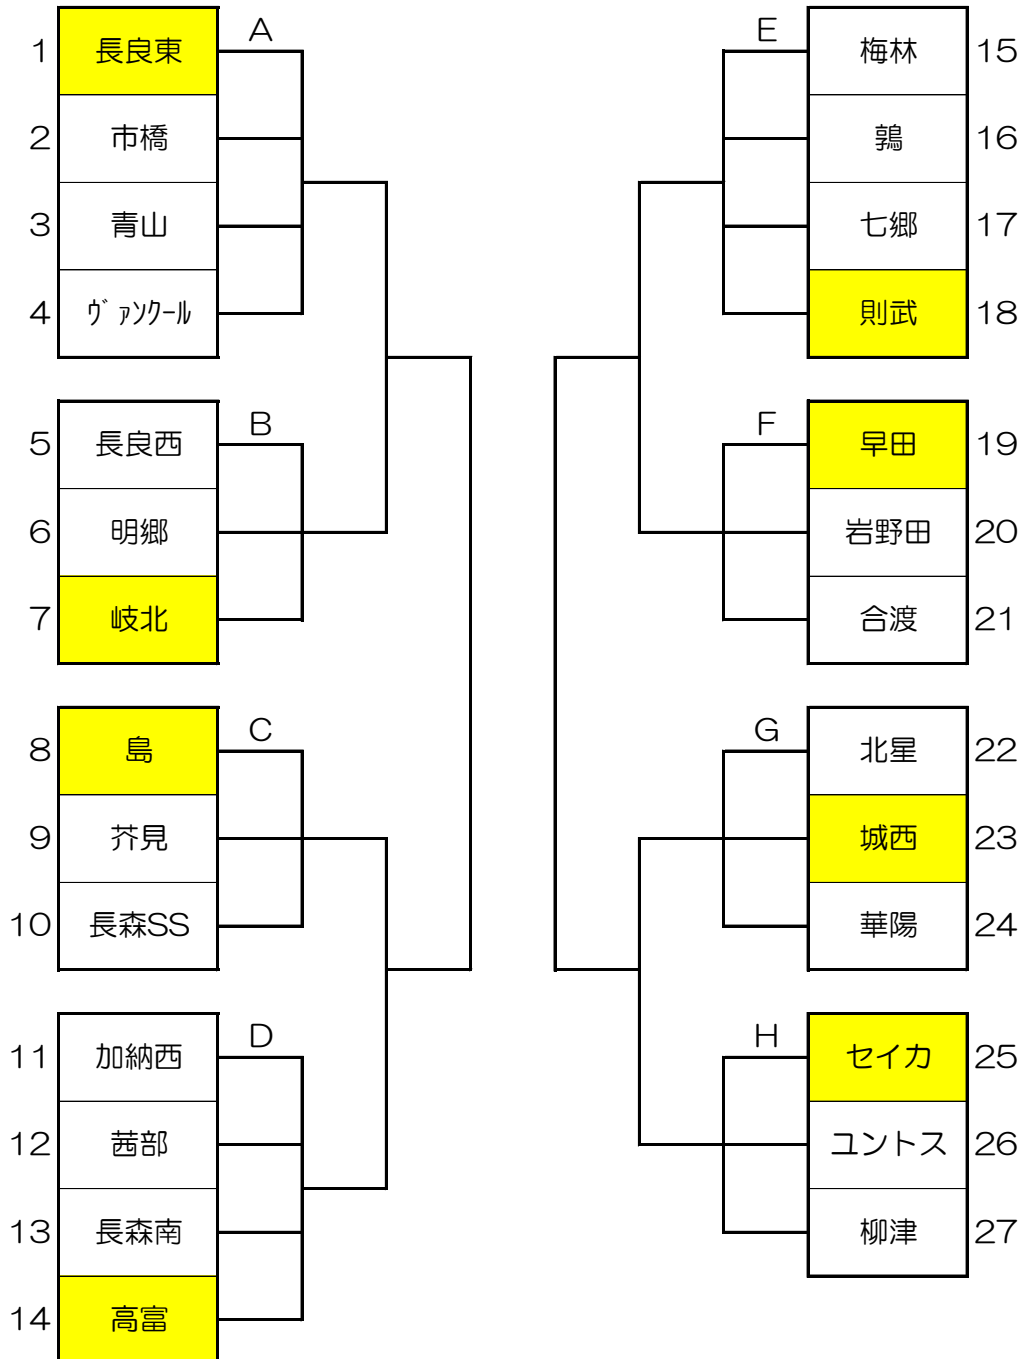 A
1 長良東
2 市橋
3 青山
4 ヴァンクール
B
5 長良西
6 明郷
7 岐北
C
8 島
9 芥見
10 長森SS
D
11 加納西
12 茜部
13 長森南
14 高富
E
梅林 15
鶉 16
七郷 17
則武 18
F
早田 19
岩野田 20
合渡 21
G
北星 22
城西 23
華陽 24
H
セイカ 25
ユントス 26
柳津 27